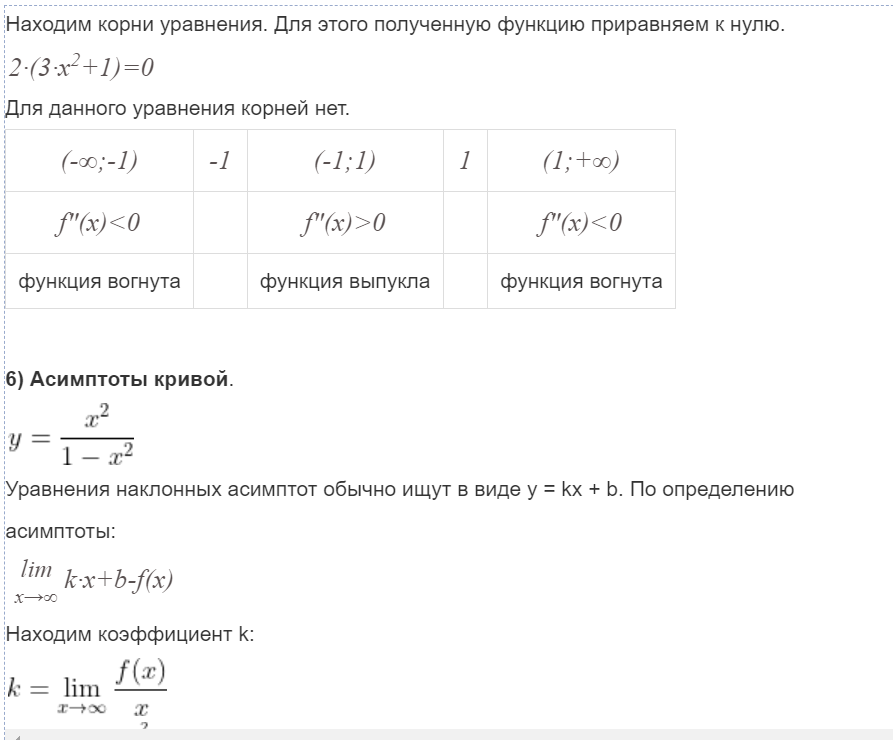 Находим корни уравнения. Для этого полученную функцию приравняем к нулю.
2·(3·x²+1)=0
Для данного уравнения корней нет.
(-∞;-1) -1 (-1;1) 1 (1;+∞)
f''(x)<0 f''(x)>0 f''(x)<0
функция вогнута функция выпукла функция вогнута
6) Асимптоты кривой.
y = x² / (1 − x²)
Уравнения наклонных асимптот обычно ищут в виде y = kx + b. По определению
асимптоты:
lim x→∞ k·x+b-f(x)
Находим коэффициент k:
k = lim x→∞ f(x) / x